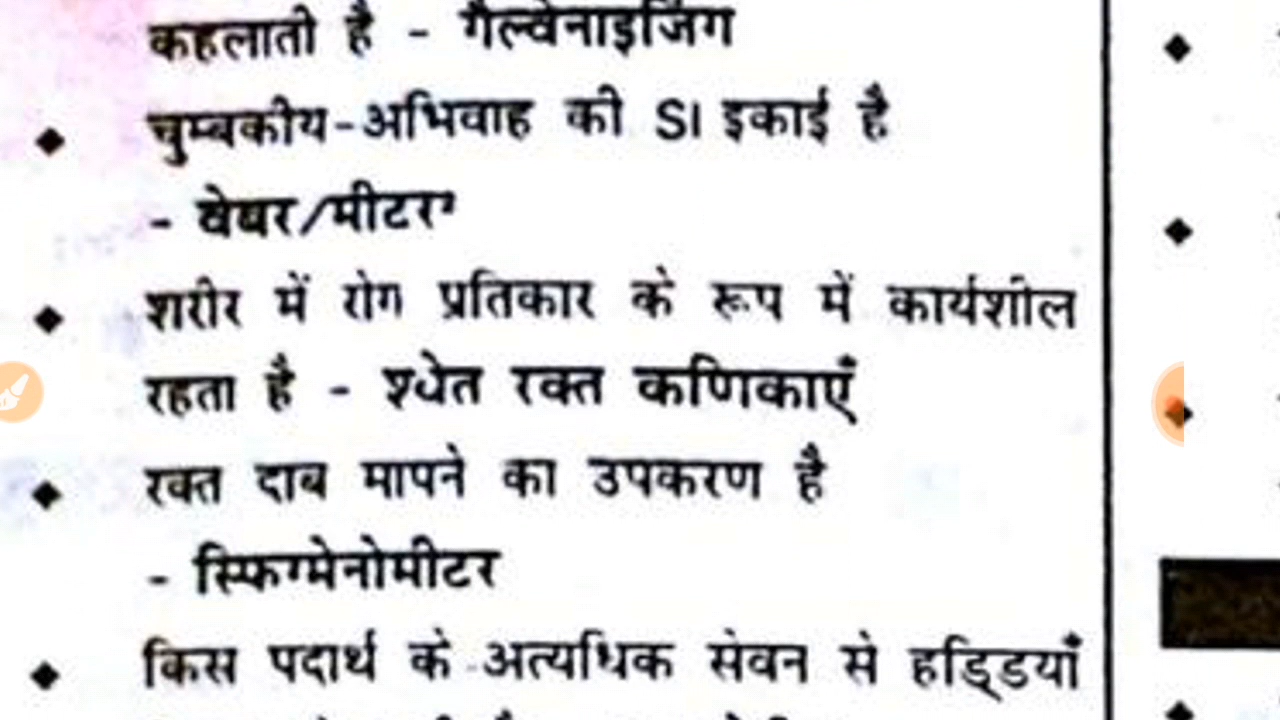 कहलाती है - गैल्वेनाइजिंग
◆ चुम्बकीय-अभिवाह की SI इकाई है
- वेबर/मीटर²
◆ शरीर में रोग प्रतिकार के रूप में कार्यशील
रहता है - श्वेत रक्त कणिकाएँ
◆ रक्त दाब मापने का उपकरण है
- स्फिग्मेनोमीटर
◆ किस पदार्थ के अत्यधिक सेवन से हड्डियाँ